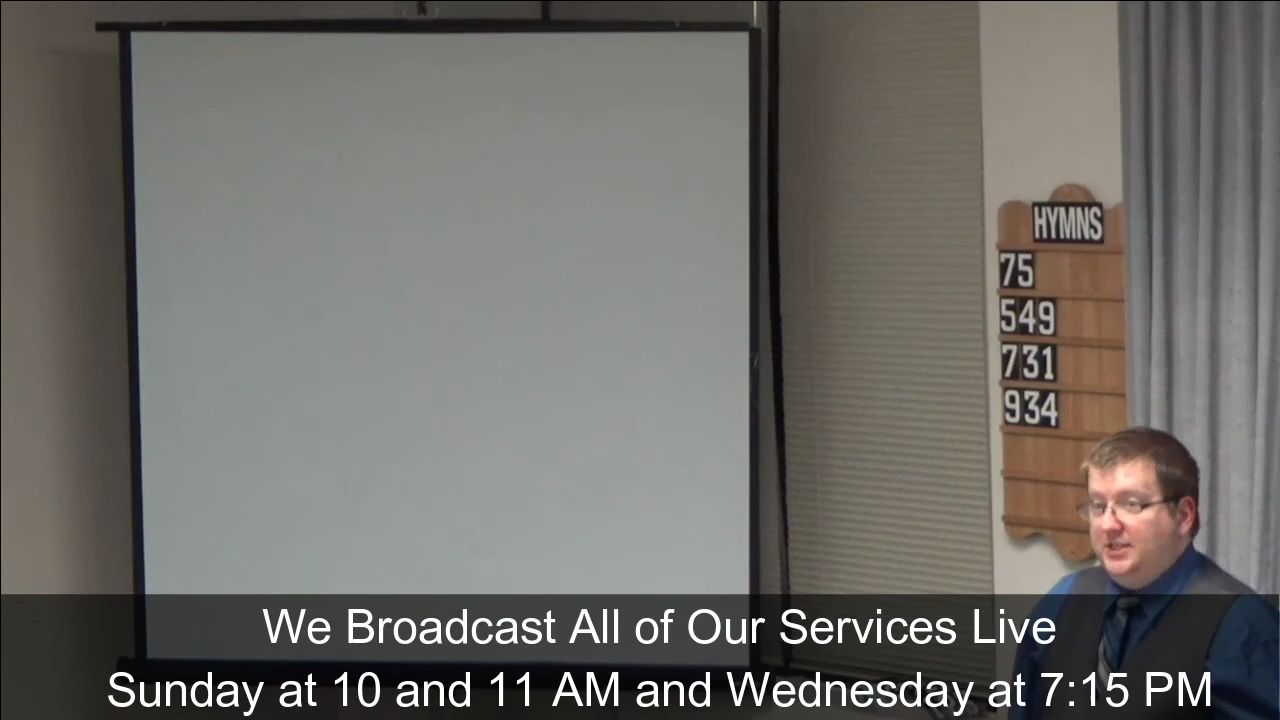 HYMNS
75
549
731
934
We Broadcast All of Our Services Live
Sunday at 10 and 11 AM and Wednesday at 7:15 PM